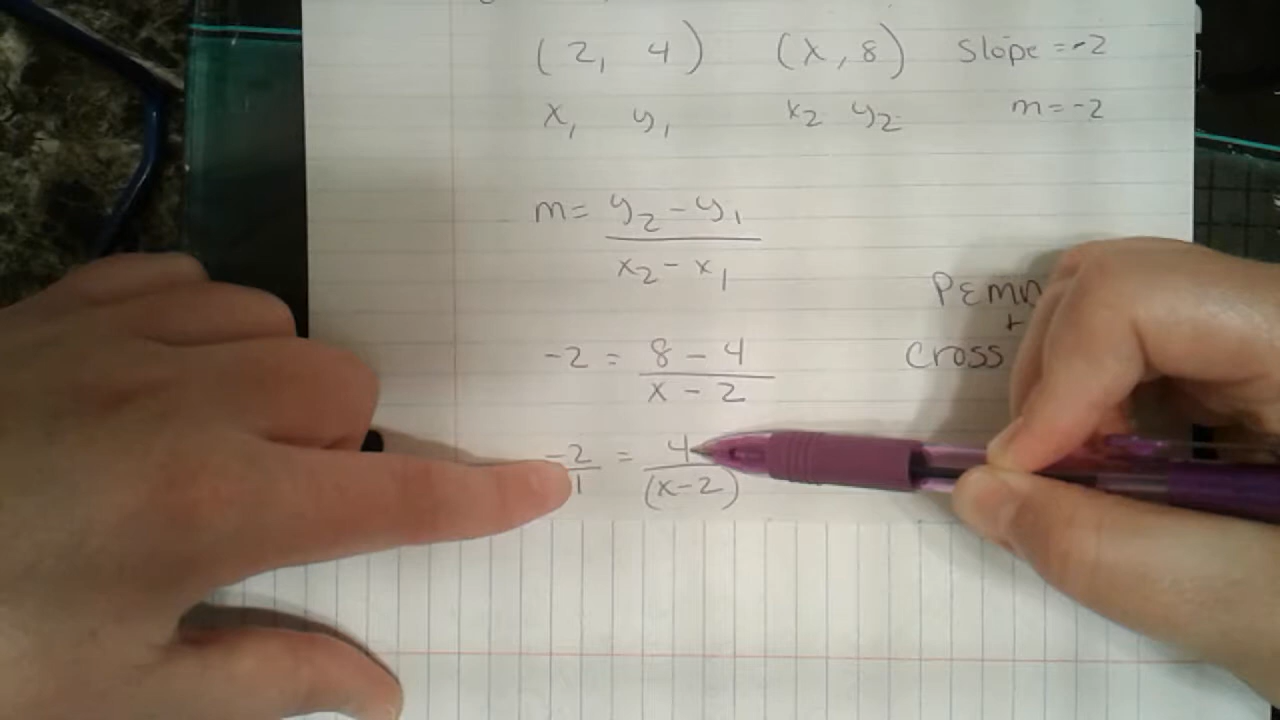 (2, 4) (x, 8) Slope = -2
x₁ y₁ x₂ y₂ m = -2
m = y₂ - y₁
x₂ - x₁
-2 = 8 - 4
x - 2
-2 = 4
1 (x - 2)
+
Cross